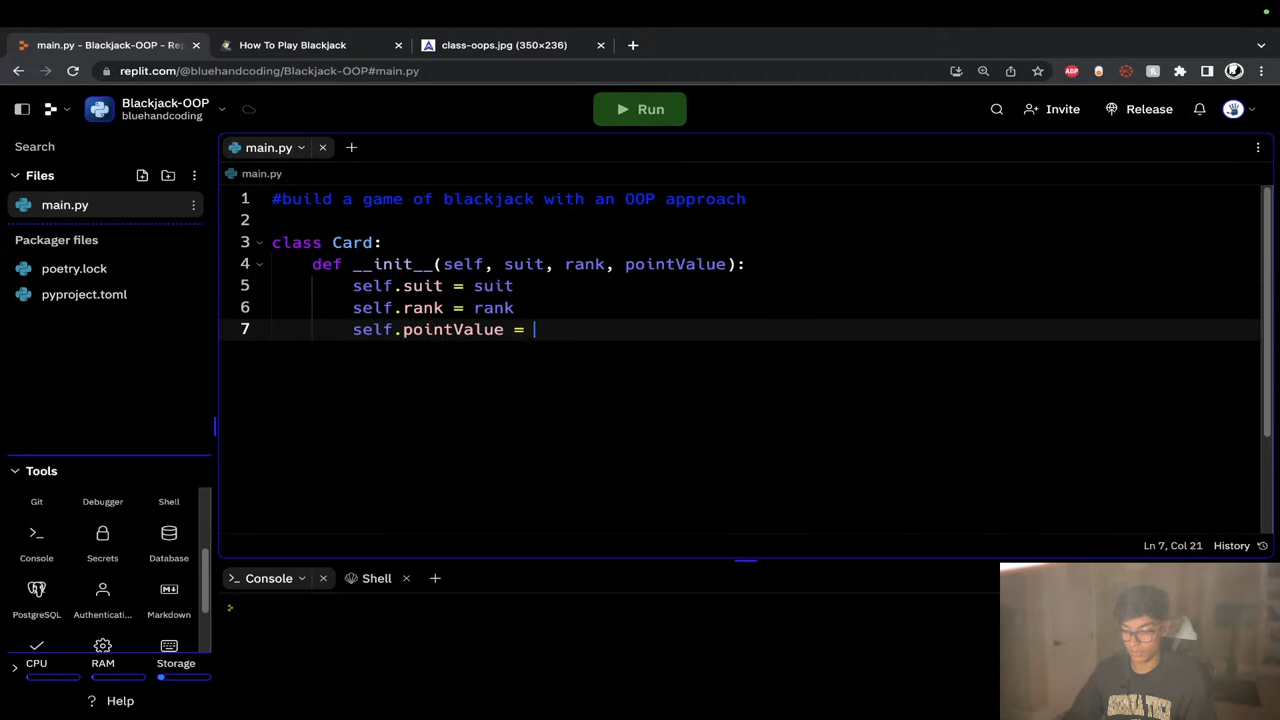 main.py - Blackjack-OOP - Rep
How To Play Blackjack
class-oops.jpg (350×236)
replit.com/@bluehandcoding/Blackjack-OOP#main.py
ABP
Blackjack-OOP
bluehandcoding
Run
Invite
Release
Search
main.py
Files
main.py
main.py
Packager files
poetry.lock
pyproject.toml
1 #build a game of blackjack with an OOP approach
2
3 class Card:
4 def __init__(self, suit, rank, pointValue):
5 self.suit = suit
6 self.rank = rank
7 self.pointValue =
Tools
Git Debugger Shell
Console Secrets Database
PostgreSQL Authenticati... Markdown
Ln 7, Col 21 History
Console
Shell
CPU RAM Storage
Help